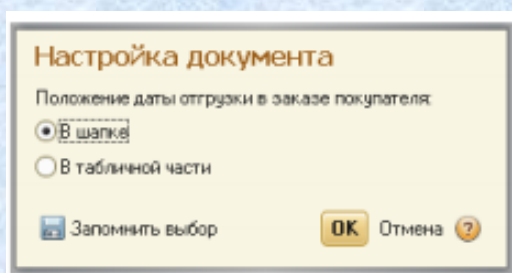 Настройка документа
Положение даты отгрузки в заказе покупателя:
В шапке
В табличной части
Запомнить выбор OK Отмена ?